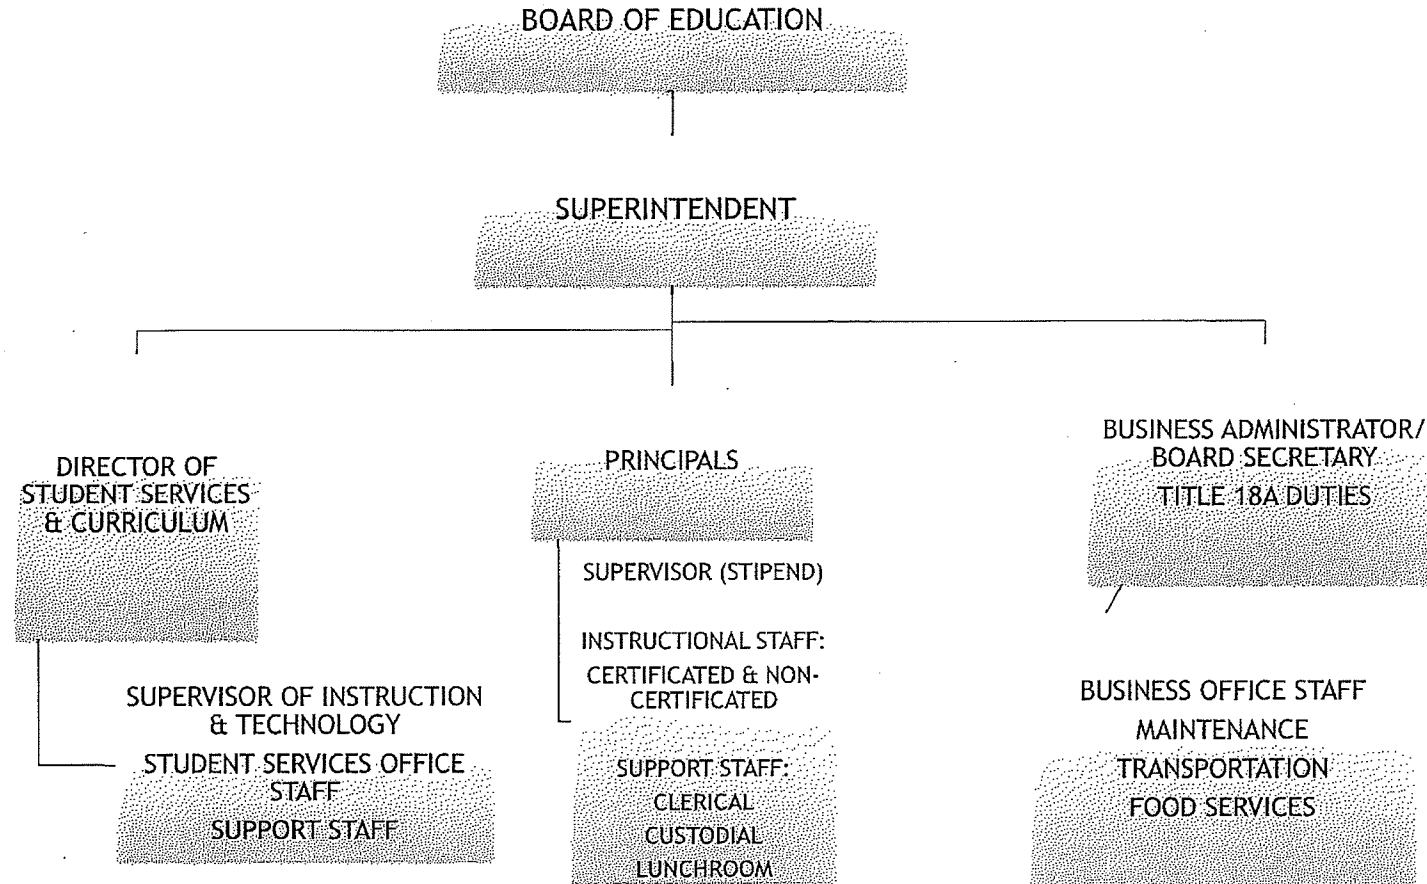 BOARD OF EDUCATION
SUPERINTENDENT
DIRECTOR OF
STUDENT SERVICES
& CURRICULUM
PRINCIPALS
BUSINESS ADMINISTRATOR/
BOARD SECRETARY
TITLE 18A DUTIES
SUPERVISOR OF INSTRUCTION
& TECHNOLOGY
STUDENT SERVICES OFFICE
STAFF
SUPPORT STAFF
SUPERVISOR (STIPEND)
INSTRUCTIONAL STAFF:
CERTIFICATED & NON-
CERTIFICATED
SUPPORT STAFF:
CLERICAL
CUSTODIAL
LUNCHROOM
BUSINESS OFFICE STAFF
MAINTENANCE
TRANSPORTATION
FOOD SERVICES